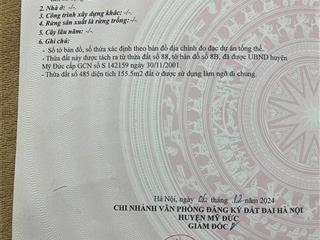 2. Nhà ở: -/-.
3. Công trình xây dựng khác: -/-.
4. Rừng sản xuất là rừng trồng: -/-.
5. Cây lâu năm: -/-.
6. Ghi chú:
- Số tờ bản đồ, số thửa xác định theo bản đồ địa chính đo đạc dự án tổng thể.
- Thửa đất này được tách ra từ thửa đất số 88, tờ bản đồ số 8B, đã được UBND huyện
Mỹ Đức cấp GCN số S 142159 ngày 30/11/2001.
- Thửa đất số 485 diện tích 155.5m2 đất ở được sử dụng làm ngõ đi chung.
Hà Nội, ngày tháng 12 năm 2024
CHI NHÁNH VĂN PHÒNG ĐĂNG KÝ ĐẤT ĐAI HÀ NỘI
HUYỆN MỸ ĐỨC
GIÁM ĐỐC